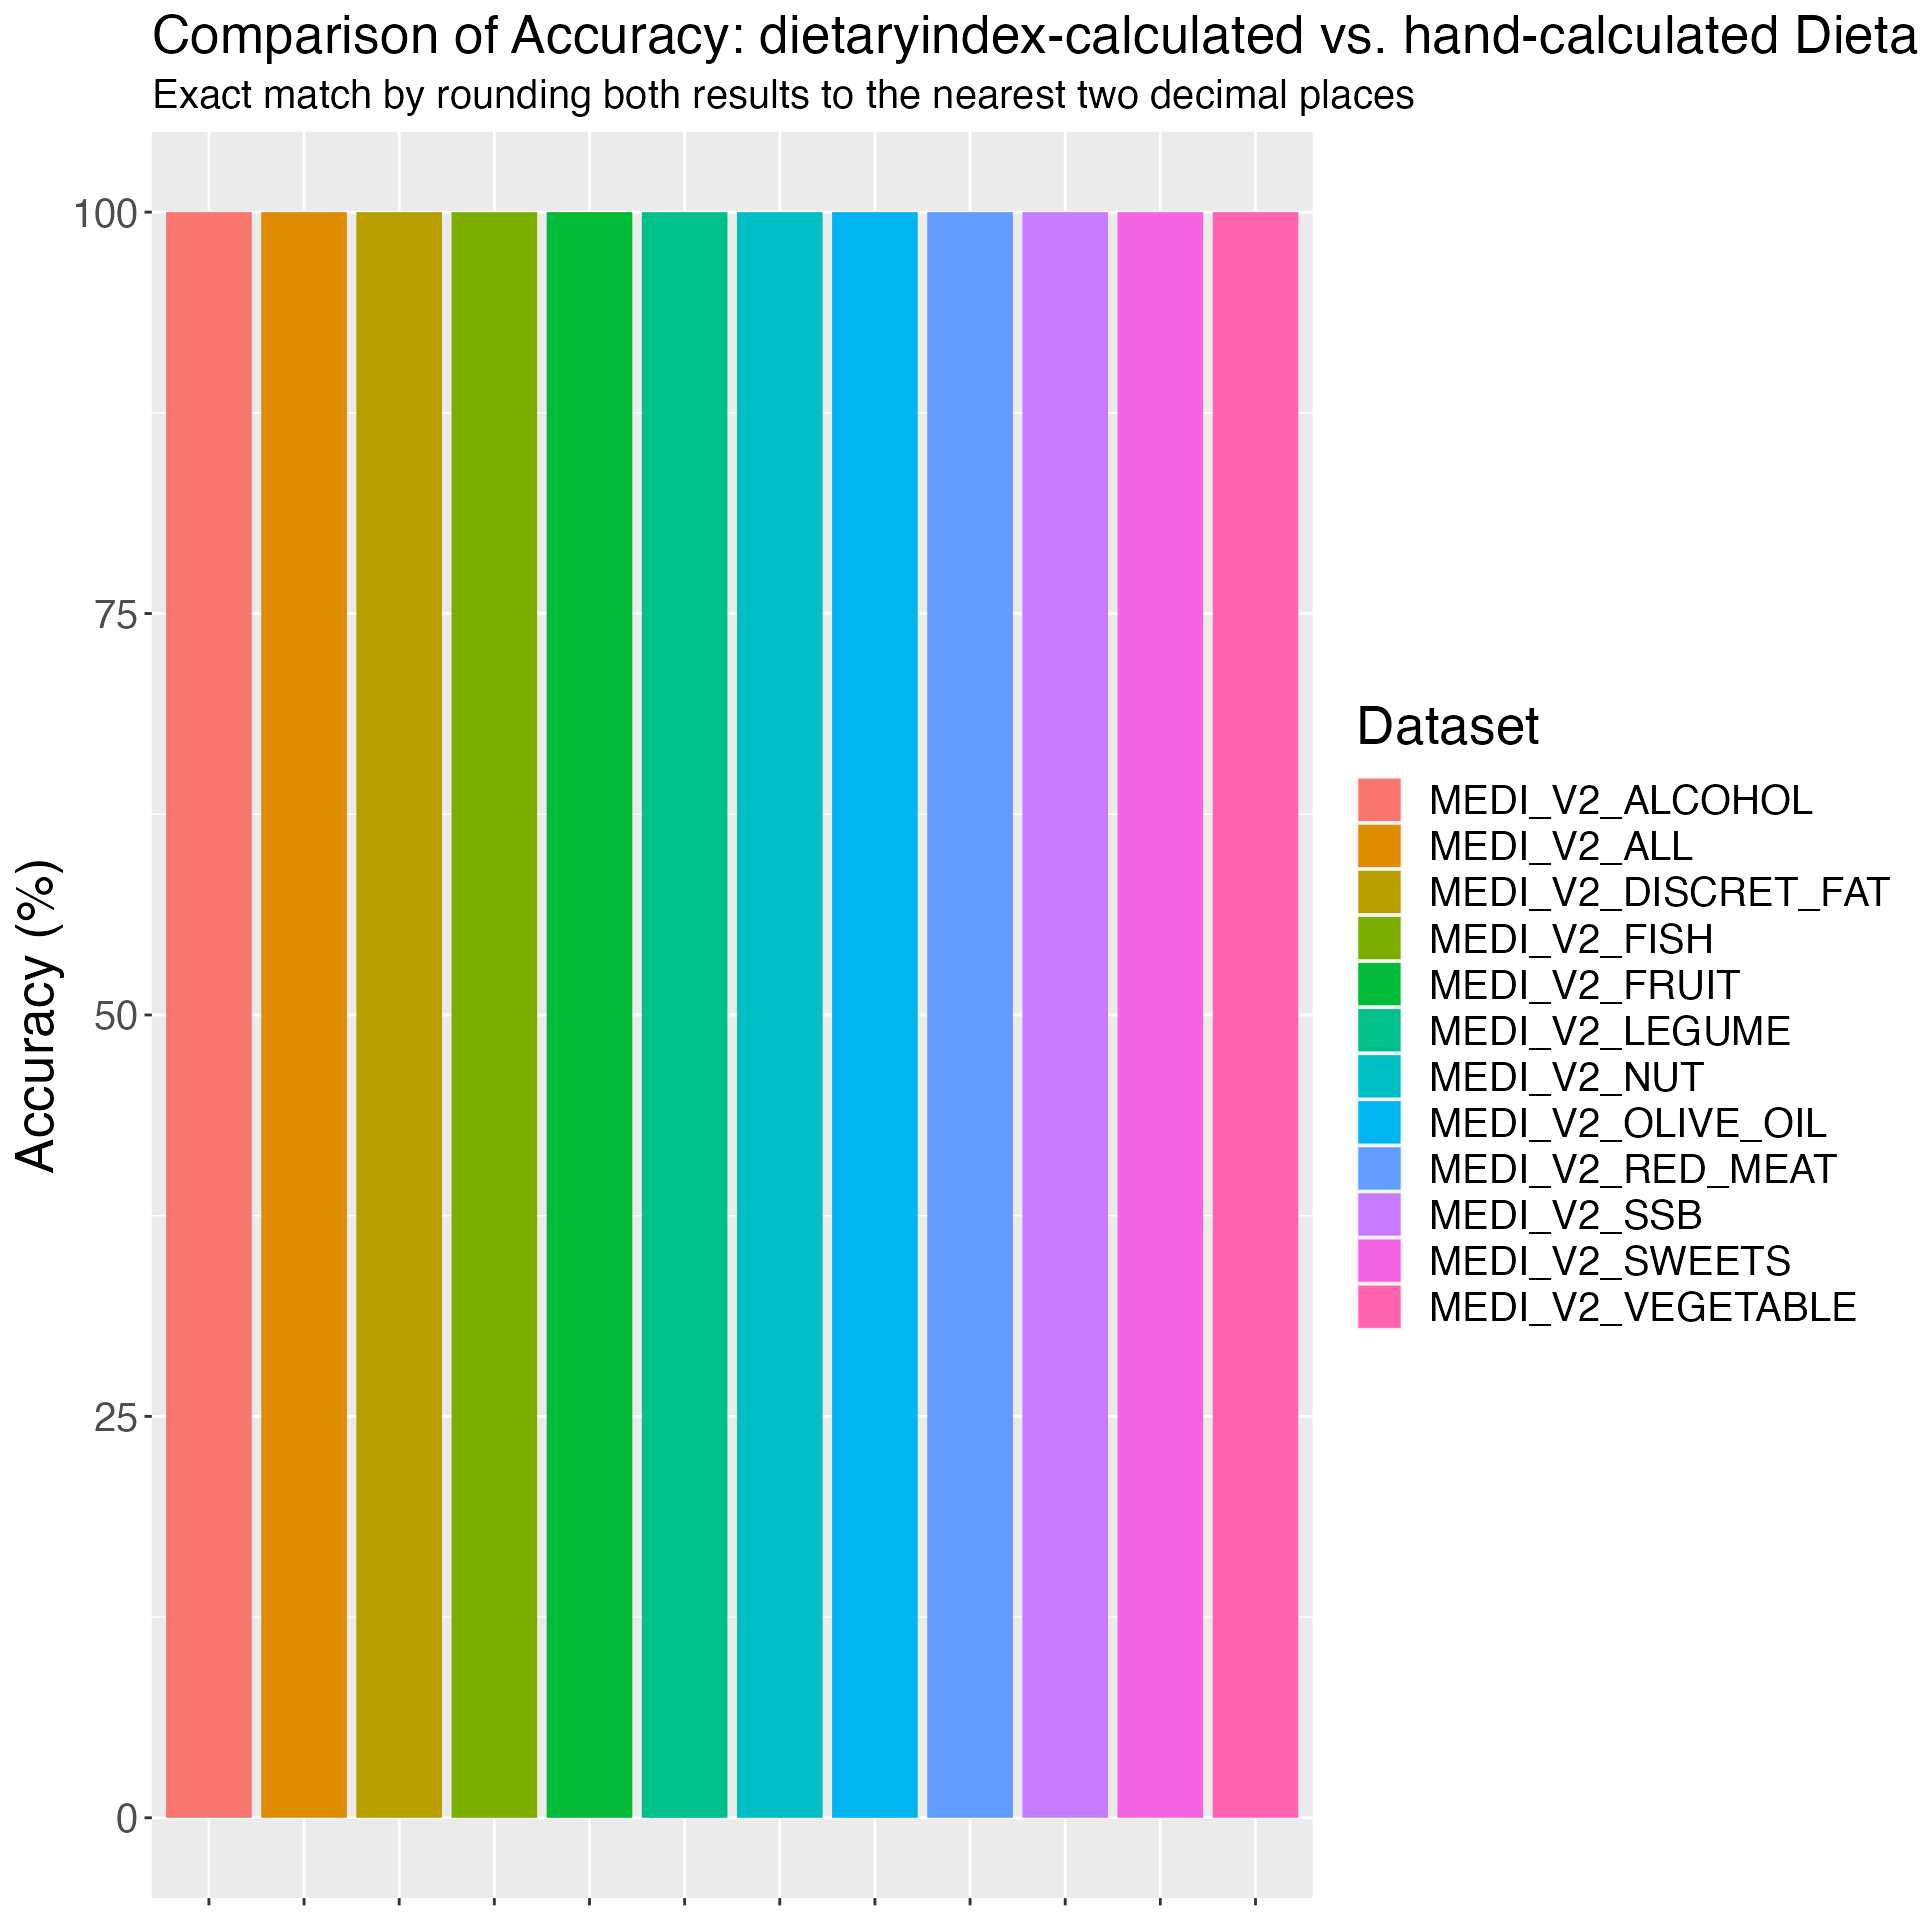 Comparison of Accuracy: dietaryindex-calculated vs. hand-calculated Dieta
Exact match by rounding both results to the nearest two decimal places
100
75
50
25
0
Accuracy (%)
Dataset
MEDI_V2_ALCOHOL
MEDI_V2_ALL
MEDI_V2_DISCRET_FAT
MEDI_V2_FISH
MEDI_V2_FRUIT
MEDI_V2_LEGUME
MEDI_V2_NUT
MEDI_V2_OLIVE_OIL
MEDI_V2_RED_MEAT
MEDI_V2_SSB
MEDI_V2_SWEETS
MEDI_V2_VEGETABLE